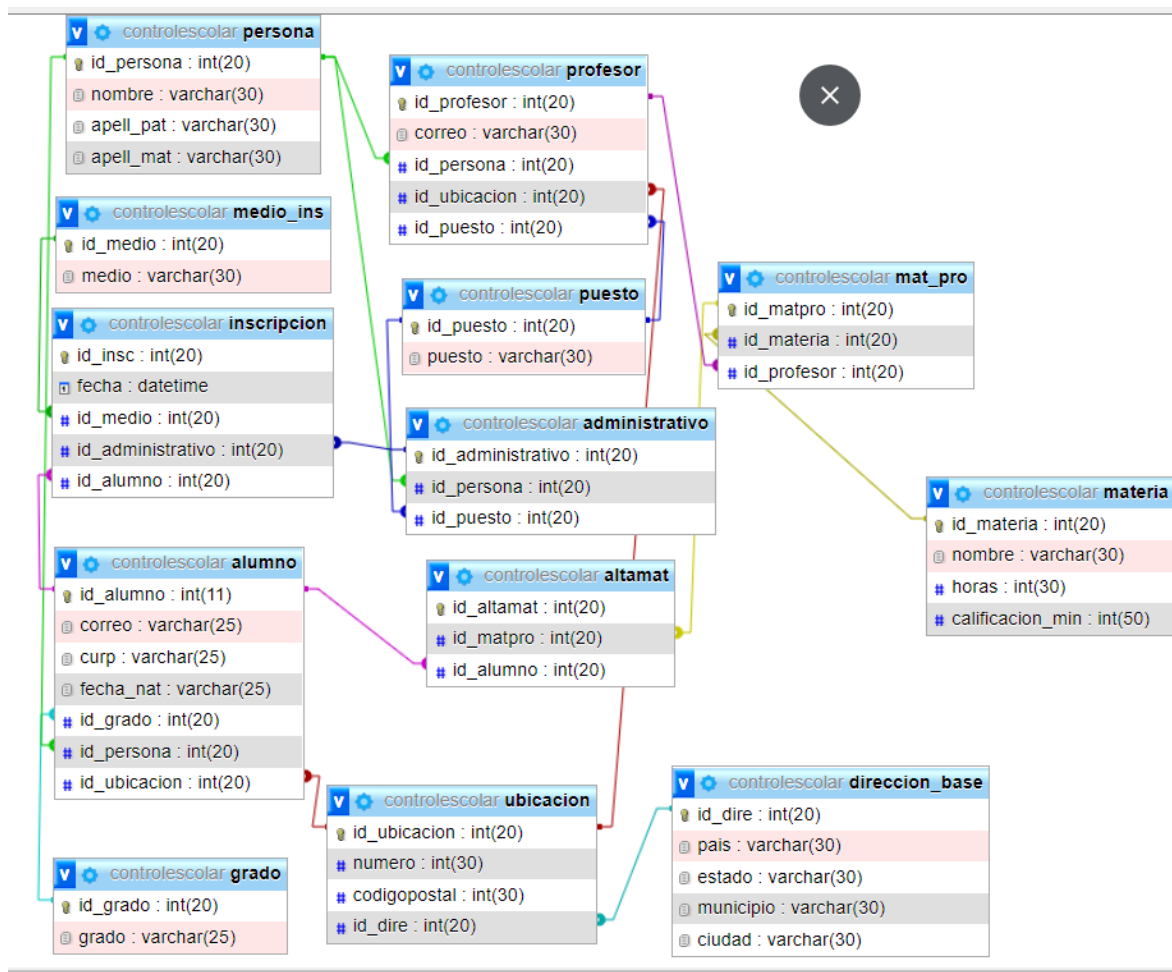 controlescolar persona
id_persona : int(20)
nombre : varchar(30)
apell_pat : varchar(30)
apell_mat : varchar(30)
controlescolar profesor
id_profesor : int(20)
correo : varchar(30)
id_persona : int(20)
id_ubicacion : int(20)
id_puesto : int(20)
controlescolar medio_ins
id_medio : int(20)
medio : varchar(30)
controlescolar puesto
id_puesto : int(20)
puesto : varchar(30)
controlescolar mat_pro
id_matpro : int(20)
id_materia : int(20)
id_profesor : int(20)
controlescolar inscripcion
id_insc : int(20)
fecha : datetime
id_medio : int(20)
id_administrativo : int(20)
id_alumno : int(20)
controlescolar administrativo
id_administrativo : int(20)
id_persona : int(20)
id_puesto : int(20)
controlescolar materia
id_materia : int(20)
nombre : varchar(30)
horas : int(30)
calificacion_min : int(50)
controlescolar alumno
id_alumno : int(11)
correo : varchar(25)
curp : varchar(25)
fecha_nat : varchar(25)
id_grado : int(20)
id_persona : int(20)
id_ubicacion : int(20)
controlescolar altamat
id_altamat : int(20)
id_matpro : int(20)
id_alumno : int(20)
controlescolar ubicacion
id_ubicacion : int(20)
numero : int(30)
codigopostal : int(30)
id_dire : int(20)
controlescolar direccion_base
id_dire : int(20)
pais : varchar(30)
estado : varchar(30)
municipio : varchar(30)
ciudad : varchar(30)
controlescolar grado
id_grado : int(20)
grado : varchar(25)